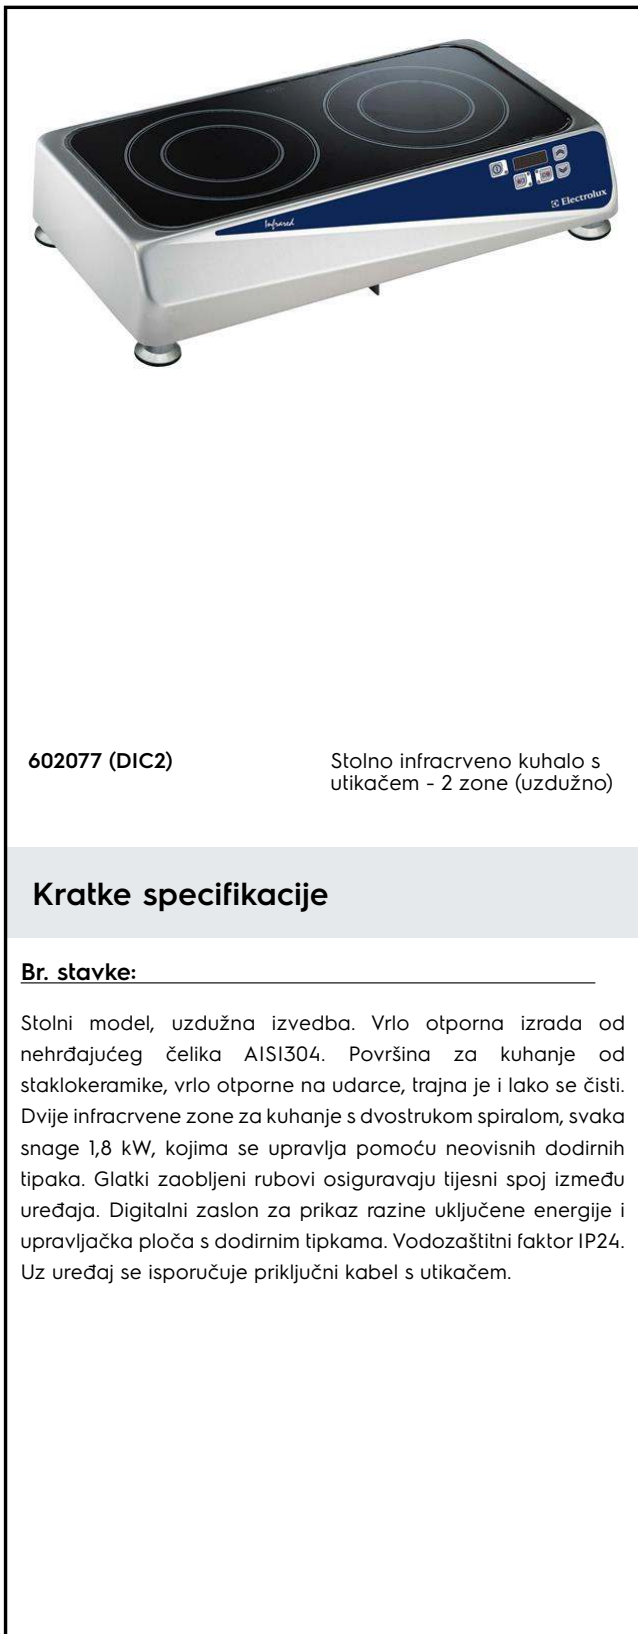 Infrared
Electrolux
602077 (DIC2)
Stolno infracrveno kuhalo s
utikačem - 2 zone (uzdužno)
Kratke specifikacije
Br. stavke:
Stolni model, uzdužna izvedba. Vrlo otporna izrada od
nehrđajućeg čelika AISI304. Površina za kuhanje od
staklokeramike, vrlo otporne na udarce, trajna je i lako se čisti.
Dvije infracrvene zone za kuhanje s dvostrukom spiralom, svaka
snage 1,8 kW, kojima se upravlja pomoću neovisnih dodirnih
tipaka. Glatki zaobljeni rubovi osiguravaju tijesni spoj između
uređaja. Digitalni zaslon za prikaz razine uključene energije i
upravljačka ploča s dodirnim tipkama. Vodozaštitni faktor IP24.
Uz uređaj se isporučuje priključni kabel s utikačem.